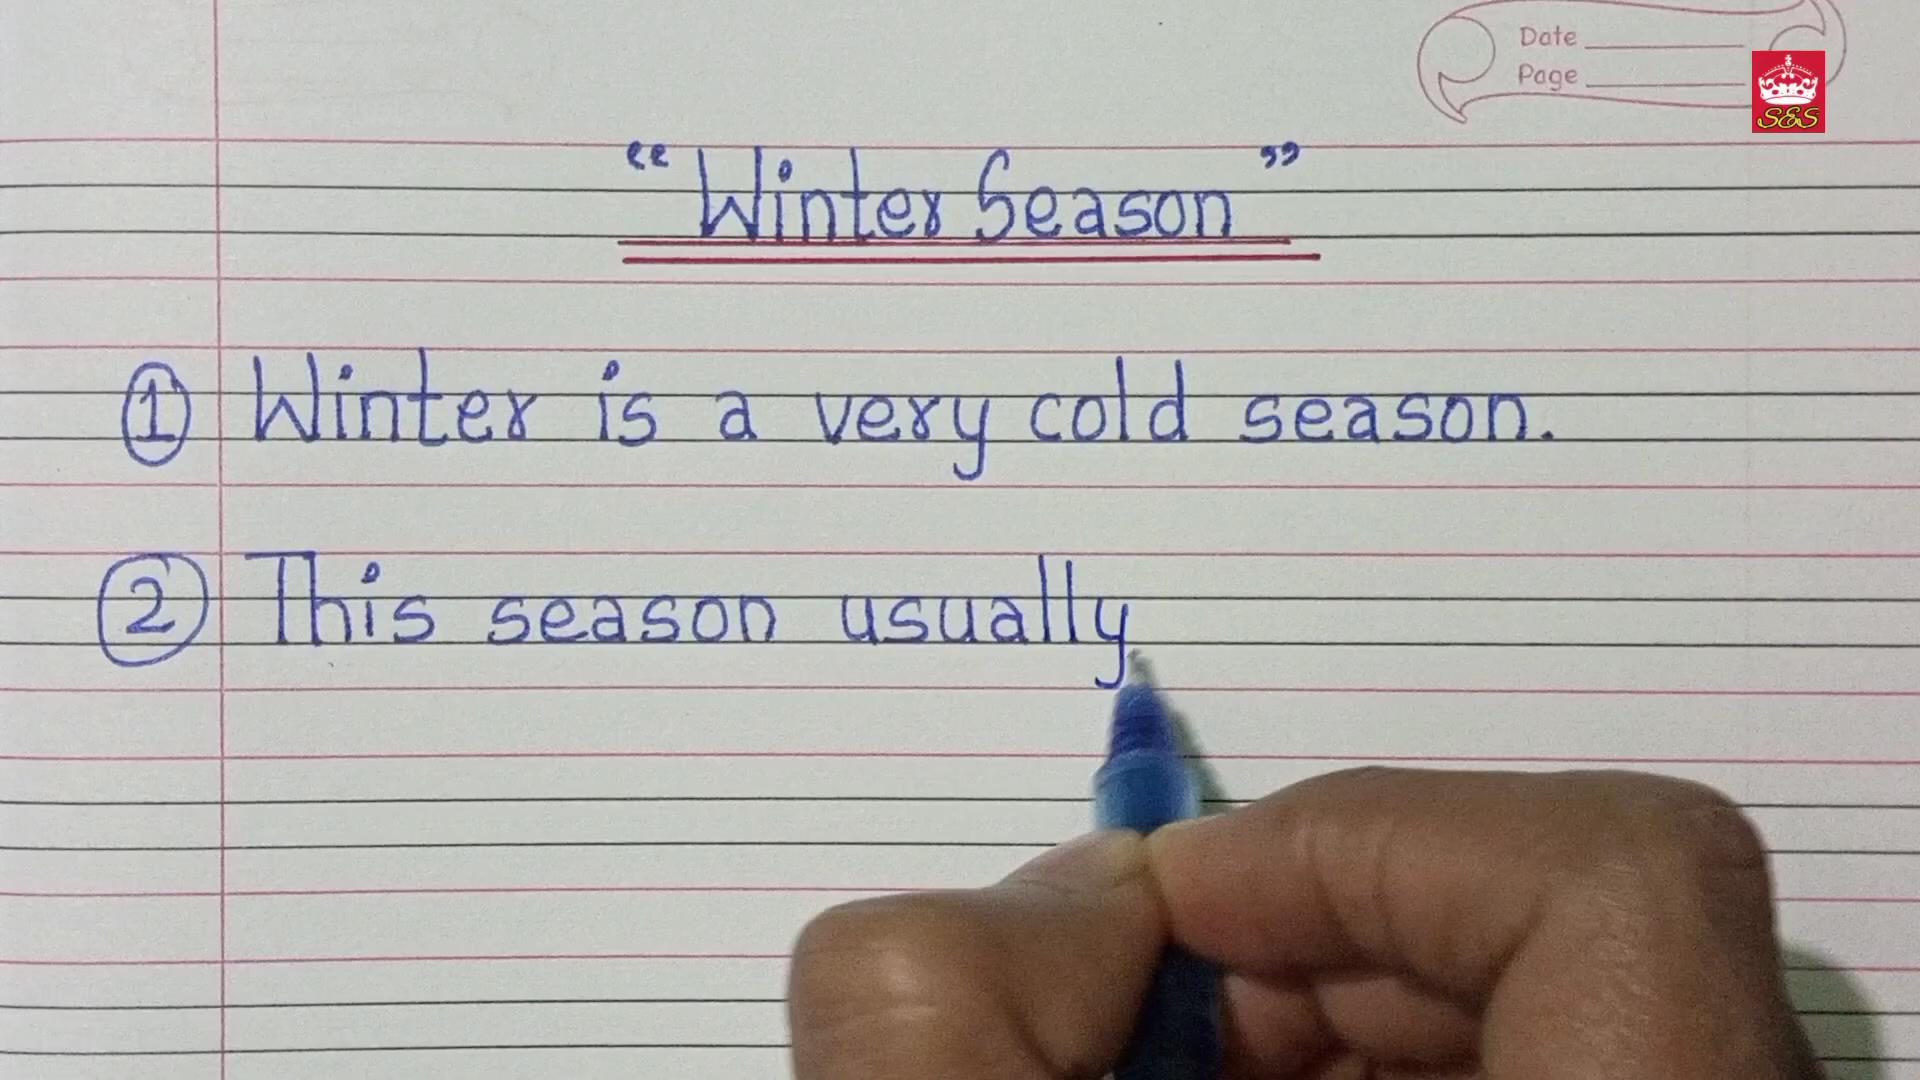 Date
Page
S&S
“Winter Season”
① Winter is a very cold season.
② This season usually